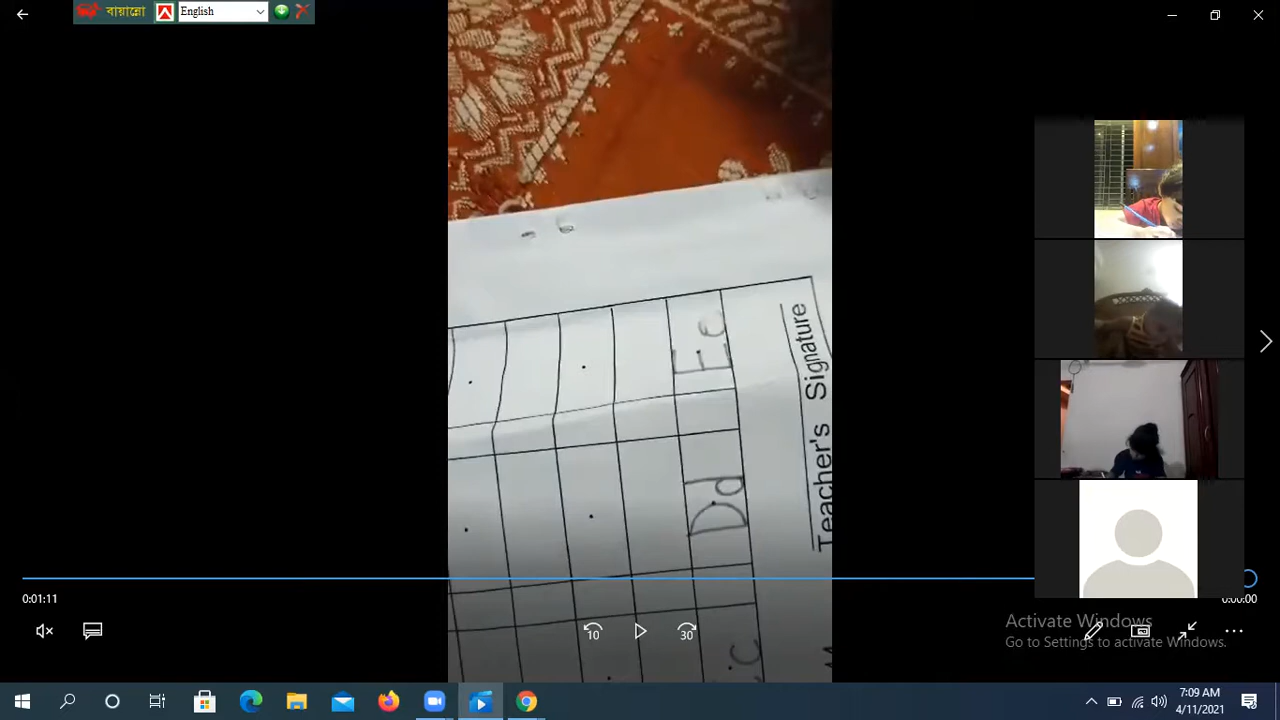 বায়ান্নো English
Teacher's Signature
Ee
Dd
c
0:01:11
0:00:00
10
30
Activate Windows
Go to Settings to activate Windows.
7:09 AM
4/11/2021